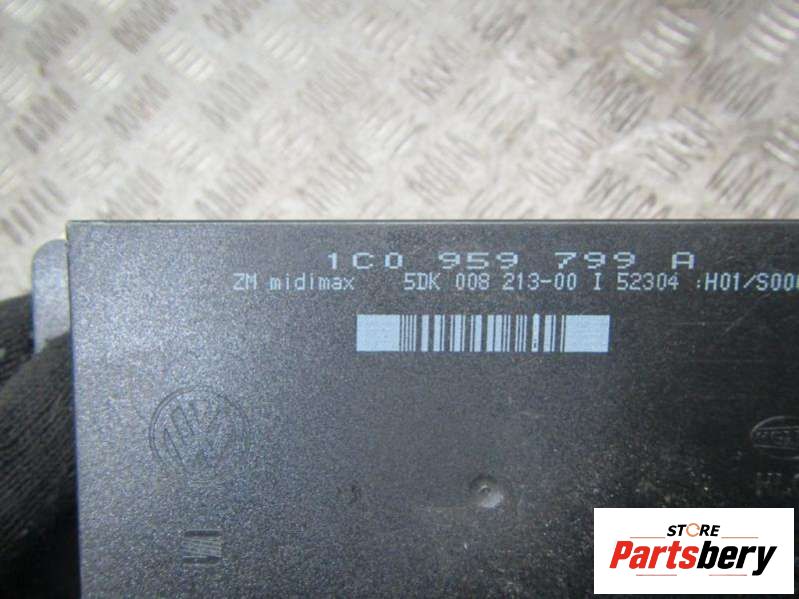 1C0 959 799 A
ZM midimax 5DK 008 213-00 I 52304 :H01/S00
STORE
Partsbery